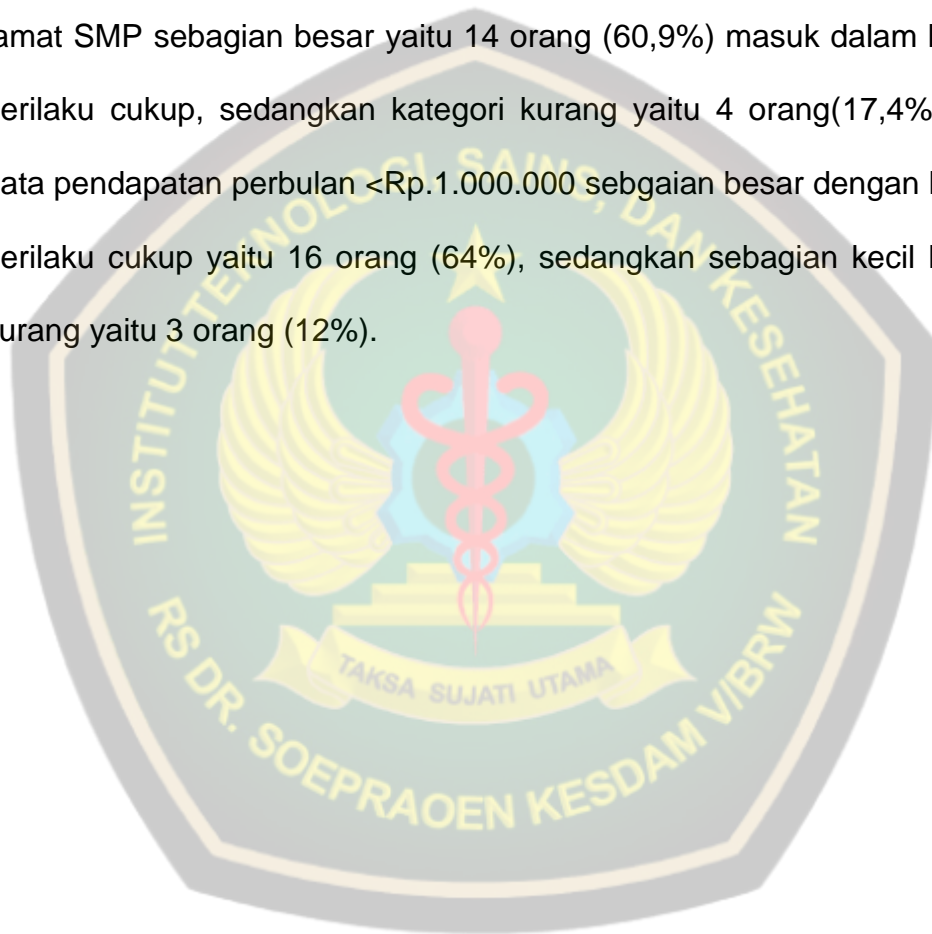 amat SMP sebagian besar yaitu 14 orang (60,9%) masuk dalam
erilaku cukup, sedangkan kategori kurang yaitu 4 orang(17,4%
ata pendapatan perbulan <Rp.1.000.000 sebgaian besar dengan
erilaku cukup yaitu 16 orang (64%), sedangkan sebagian kecil
urang yaitu 3 orang (12%).
INSTITUT TEKNOLOGI, SAINS, DAN KESEHATAN
TAKSA SUJATI UTAMA
RS DR. SOEPRAOEN KESDAM V/BRW